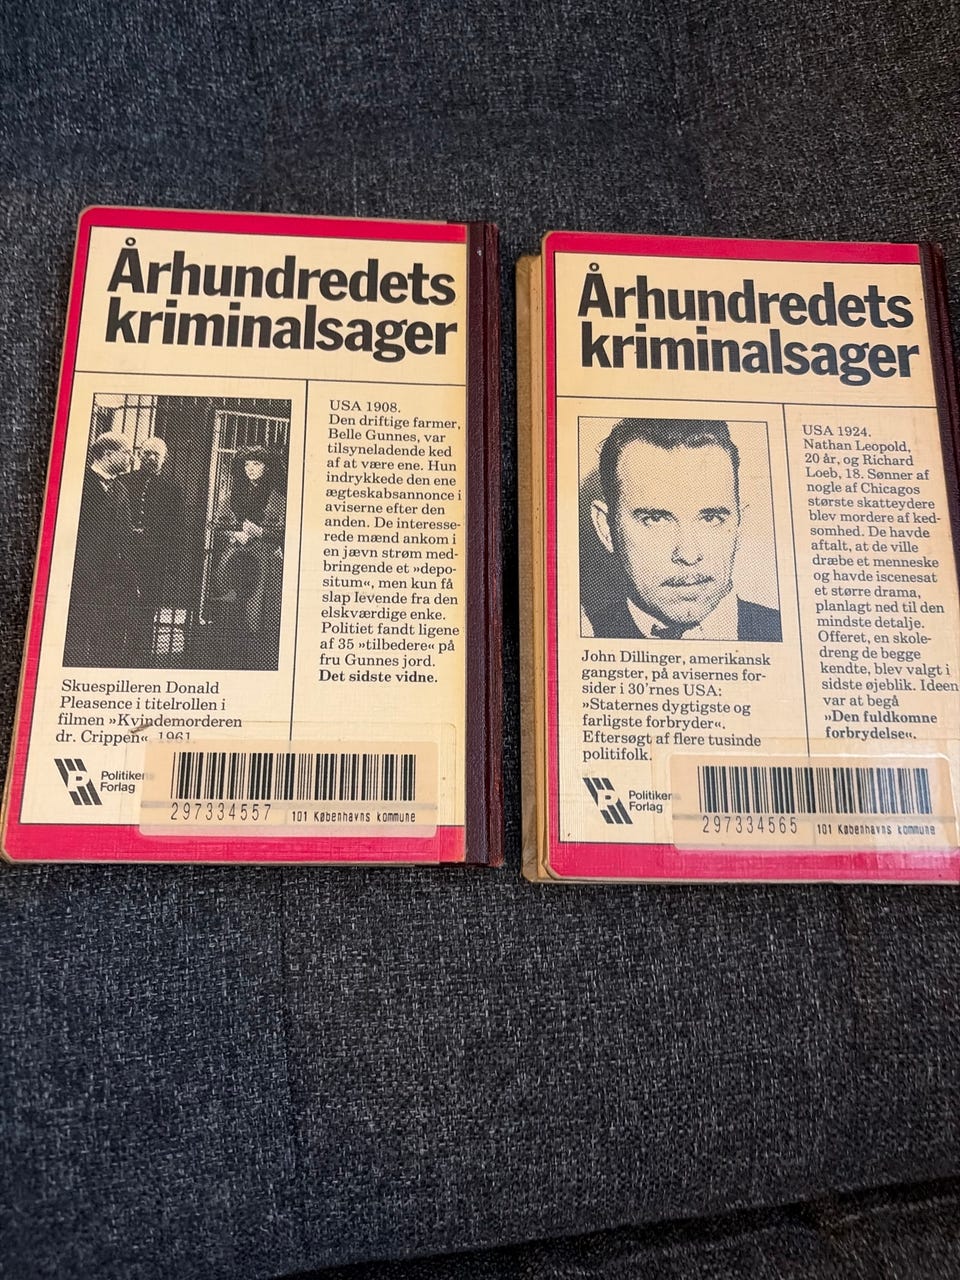 Århundredets
kriminalsager
USA 1908.
Den driftige farmer,
Belle Gunnes, var
tilsyneladende ked
af at være ene. Hun
indrykkede den ene
ægteskabsannonce i
aviserne efter den
anden. De interesse-
rede mænd ankom i
en jævn strøm med-
bringende et »depo-
situm«, men kun få
slap levende fra den
elskværdige enke.
Politiet fandt ligene
af 35 »tilbedere« på
fru Gunnes jord.
Det sidste vidne.
Skuespilleren Donald
Pleasence i titelrollen i
filmen »Kvindemorderen
dr. Crippen«, 1961.
Politikens
Forlag
297334557 101 Københavns kommune
Århundredets
kriminalsager
USA 1924.
Nathan Leopold,
20 år, og Richard
Loeb, 18. Sønner af
nogle af Chicagos
største skatteydere
blev mordere af ked-
somhed. De havde
aftalt, at de ville
dræbe et menneske
og havde iscenesat
et større drama,
planlagt ned til den
mindste detalje.
Offeret, en skole-
dreng de begge
kendte, blev valgt i
sidste øjeblik. Ideen
var at begå
»Den fuldkomne
forbrydelse«.
John Dillinger, amerikansk
gangster, på avisernes for-
sider i 30'rnes USA:
»Staternes dygtigste og
farligste forbryder«.
Eftersøgt af flere tusinde
politifolk.
Politikens
Forlag
297334565 101 Københavns kommune